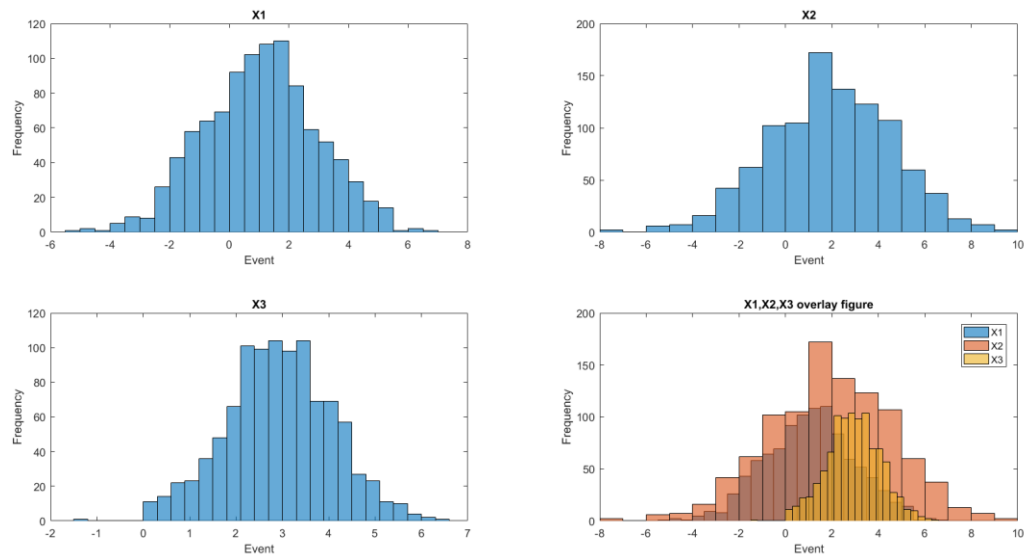 X1
120
100
80
60
40
20
0
Frequency
-6 -4 -2 0 2 4 6 8
Event
X2
200
150
100
50
0
Frequency
-8 -6 -4 -2 0 2 4 6 8 10
Event
X3
120
100
80
60
40
20
0
Frequency
-2 -1 0 1 2 3 4 5 6 7
Event
X1,X2,X3 overlay figure
200
150
100
50
0
Frequency
X1
X2
X3
-8 -6 -4 -2 0 2 4 6 8 10
Event